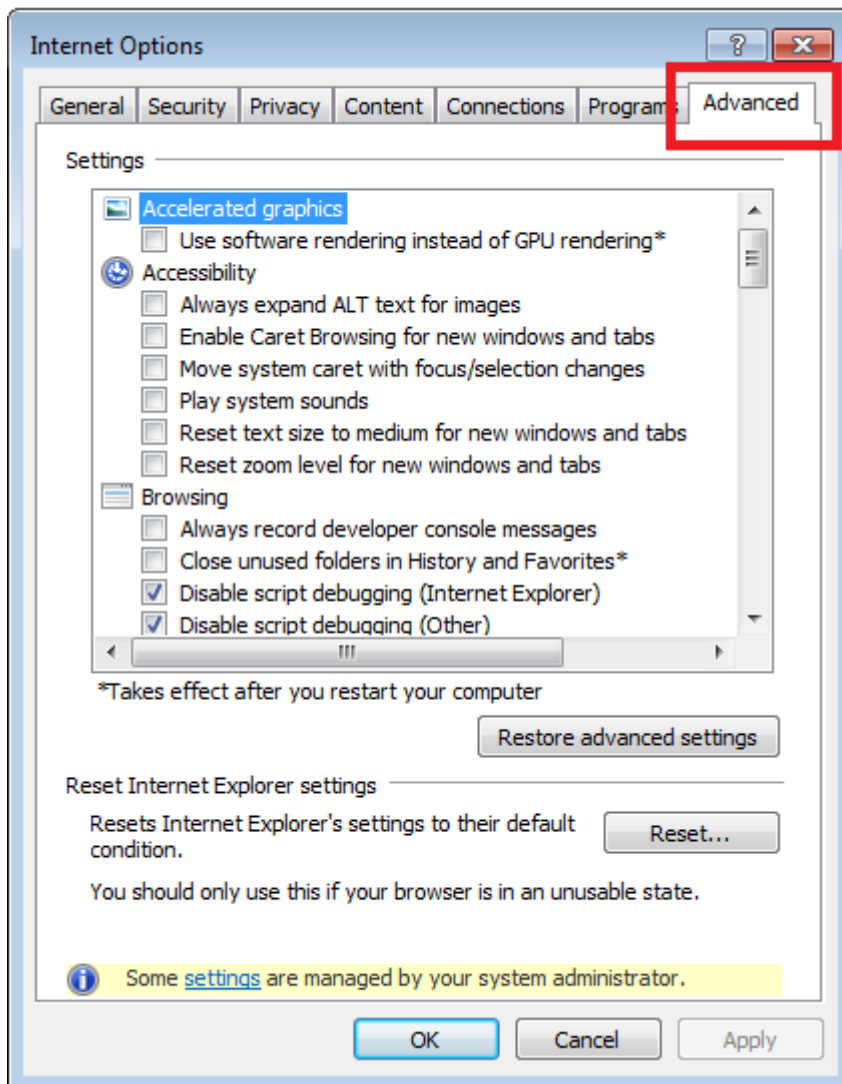 Internet Options
General Security Privacy Content Connections Programs Advanced
Settings
Accelerated graphics
Use software rendering instead of GPU rendering*
Accessibility
Always expand ALT text for images
Enable Caret Browsing for new windows and tabs
Move system caret with focus/selection changes
Play system sounds
Reset text size to medium for new windows and tabs
Reset zoom level for new windows and tabs
Browsing
Always record developer console messages
Close unused folders in History and Favorites*
Disable script debugging (Internet Explorer)
Disable script debugging (Other)
*Takes effect after you restart your computer
Restore advanced settings
Reset Internet Explorer settings
Resets Internet Explorer's settings to their default
condition.
Reset...
You should only use this if your browser is in an unusable state.
Some settings are managed by your system administrator.
OK Cancel Apply